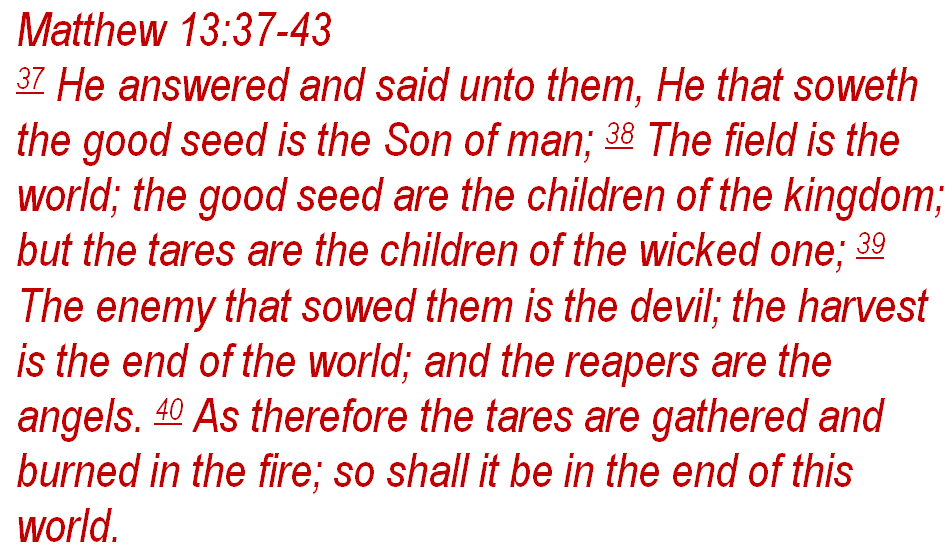 Matthew 13:37-43
37 He answered and said unto them, He that soweth
the good seed is the Son of man; 38 The field is the
world; the good seed are the children of the kingdom;
but the tares are the children of the wicked one; 39
The enemy that sowed them is the devil; the harvest
is the end of the world; and the reapers are the
angels. 40 As therefore the tares are gathered and
burned in the fire; so shall it be in the end of this
world.